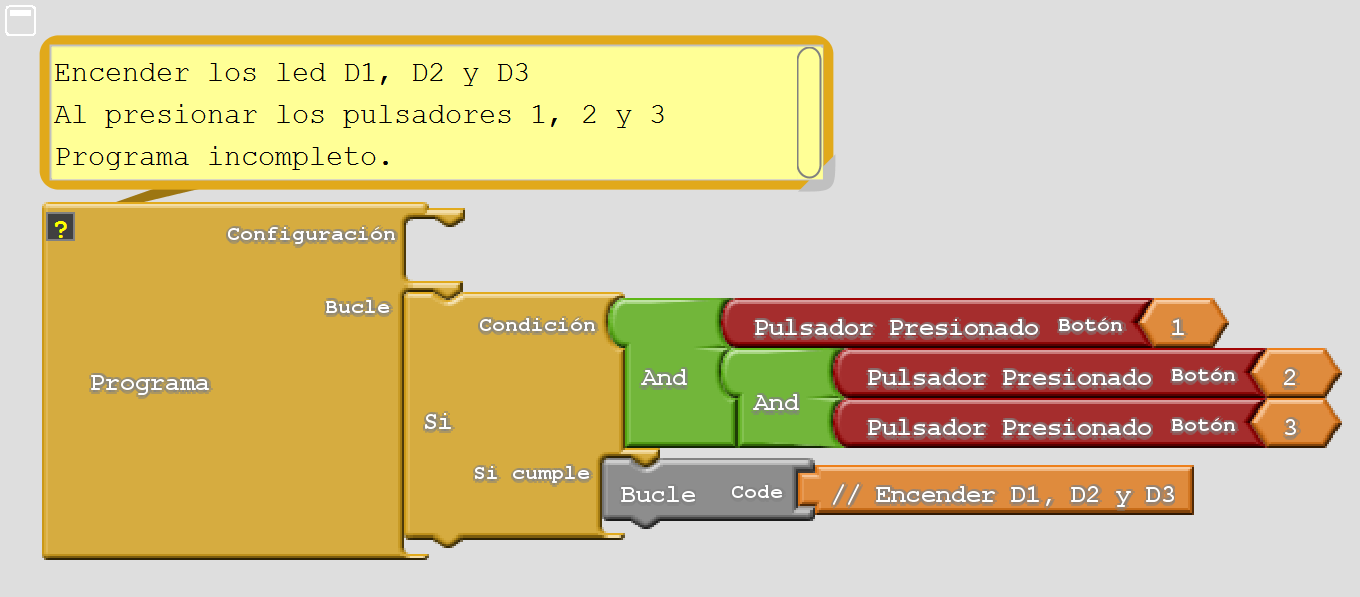 Encender los led D1, D2 y D3
Al presionar los pulsadores 1, 2 y 3
Programa incompleto.
?
Configuración
Bucle
Programa
Si
Condición
And
Pulsador Presionado Botón 1
And
Pulsador Presionado Botón 2
Pulsador Presionado Botón 3
Si cumple
Bucle Code // Encender D1, D2 y D3